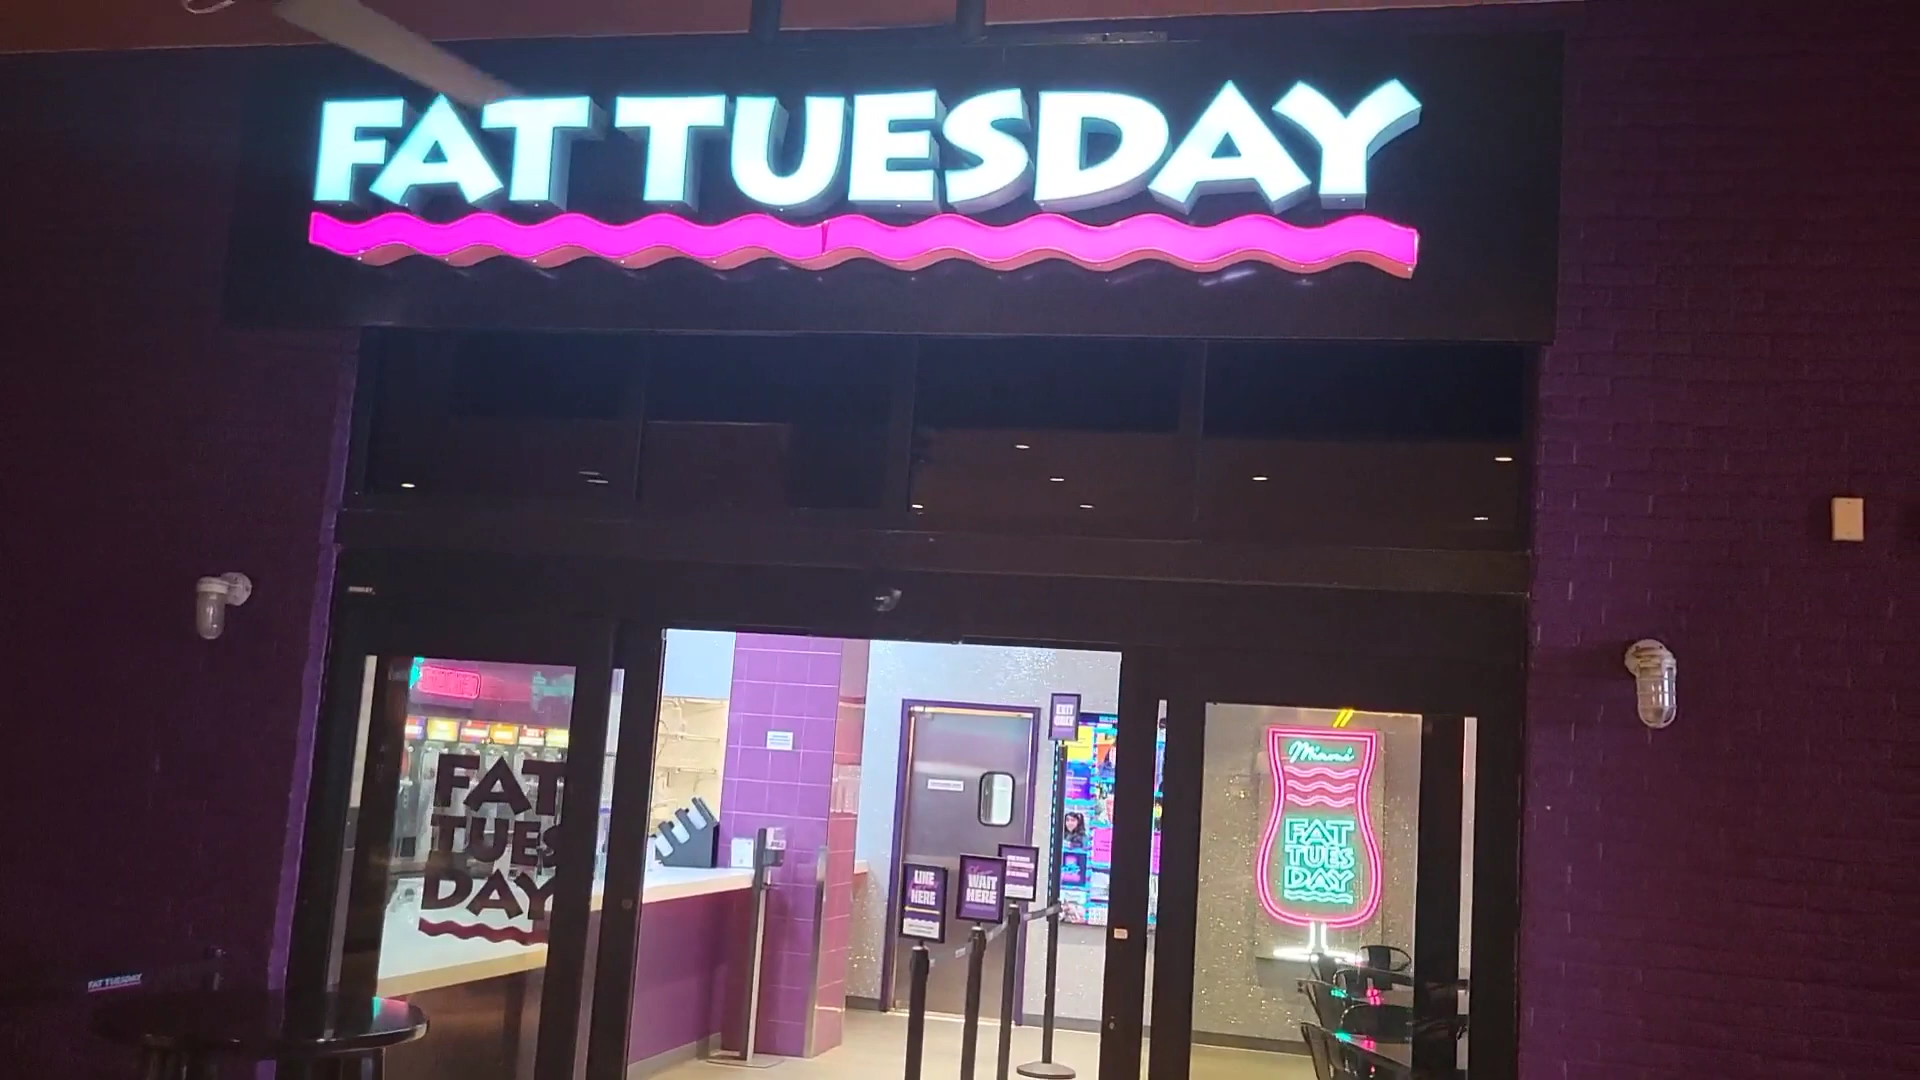 FAT TUESDAY
FAT
TUES
DAY
EXIT
ONLY
LINE
HERE
WAIT
HERE
Miami
FAT
TUES
DAY
FAT TUESDAY